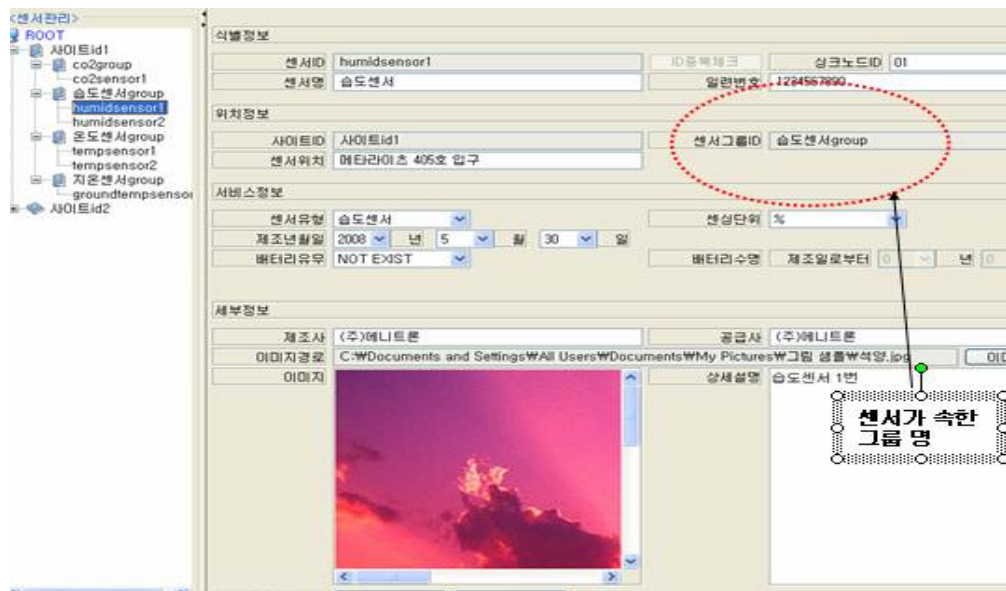 <센서관리>
ROOT
사이트id1
co2group
co2sensor1
습도센서group
humidsensor1
humidsensor2
온도센서group
tempsensor1
tempsensor2
지온센서group
groundtempsensor
사이트id2
식별정보
센서ID humidsensor1 ID중복체크 싱크노드ID 01
센서명 습도센서 일련번호 1234567890
위치정보
사이트ID 사이트id1 센서그룹ID 습도센서group
센서위치 메타라이츠 405호 입구
서비스정보
센서유형 습도센서 센싱단위 %
제조년월일 2008 년 5 월 30 일
배터리유무 NOT EXIST 배터리수명 제조일로부터 0 년 0
세부정보
제조사 (주)에니트론 공급사 (주)에니트론
이미지경로 C:₩Documents and Settings₩All Users₩Documents₩My Pictures₩그림 샘플₩석양.jpg
이미지 상세설명 습도센서 1번
센서가 속한
그룹 명